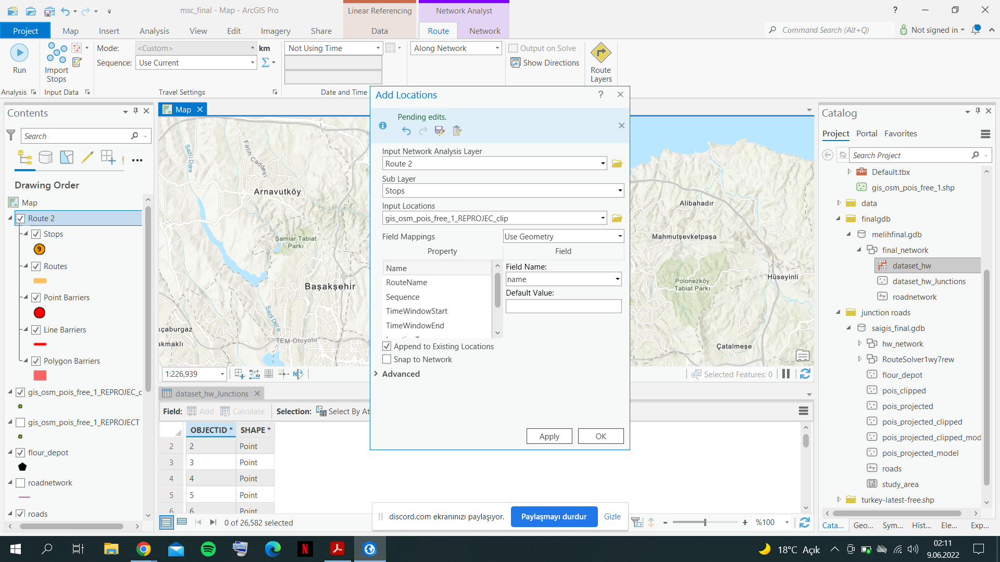 msc_final - Map - ArcGIS Pro
Linear Referencing
Network Analyst
?
Project
Map
Insert
Analysis
View
Edit
Imagery
Share
Data
Route
Network
Command Search (Alt+Q)
Not signed in
Run
Import Stops
Mode:
<Custom>
km
Sequence:
Use Current
Not Using Time
Along Network
Output on Solve
Show Directions
Route Layers
Analysis
Input Data
Travel Settings
Date and Time
Contents
Search
Drawing Order
Map
Route 2
Stops
9
Routes
Point Barriers
Line Barriers
Polygon Barriers
gis_osm_pois_free_1_REPROJEC_c
gis_osm_pois_free_1_REPROJECT
flour_depot
roadnetwork
roads
Map
Sazli Dere
Fatih Caddesi
Arnavutköy
Şamlar Tabiat Parkı
Başakşehir
Sazli Dere
kçaburgaz
akmaklı
TEM-Otoyolu
Alibahadır
Mahmutşevketpaşa
Hüseyinli
Polonezköy Tabiat Parkı
Çatalmeşe
1:226,939
Selected Features: 0
Add Locations
?
Pending edits.
Input Network Analysis Layer
Route 2
Sub Layer
Stops
Input Locations
gis_osm_pois_free_1_REPROJEC_clip
Field Mappings
Use Geometry
Property
Field
Name
RouteName
Sequence
TimeWindowStart
TimeWindowEnd
Field Name:
name
Default Value:
Append to Existing Locations
Snap to Network
Advanced
Apply
OK
dataset_hw_Junctions
Field:
Add
Calculate
Selection:
Select By At
OBJECTID *
SHAPE *
2 2 Point
3 3 Point
4 4 Point
5 5 Point
6 6 Point
0 of 26,582 selected
%100
discord.com ekranınızı paylaşıyor.
Paylaşmayı durdur
Gizle
Catalog
Project
Portal
Favorites
Search Project
Default.tbx
gis_osm_pois_free_1.shp
data
finalgdb
melihfinal.gdb
final_network
dataset_hw
dataset_hw_Junctions
roadnetwork
junction roads
saigis_final.gdb
hw_network
RouteSolver1wy7rew
flour_depot
pois_clipped
pois_projected
pois_projected_clipped
pois_projected_clipped_mod
pois_projected_model
roads
study_area
turkey-latest-free.shp
Cata...
Geo...
Sym...
Hist...
Ele...
Exp...
18°C Açık
02:11
9.06.2022